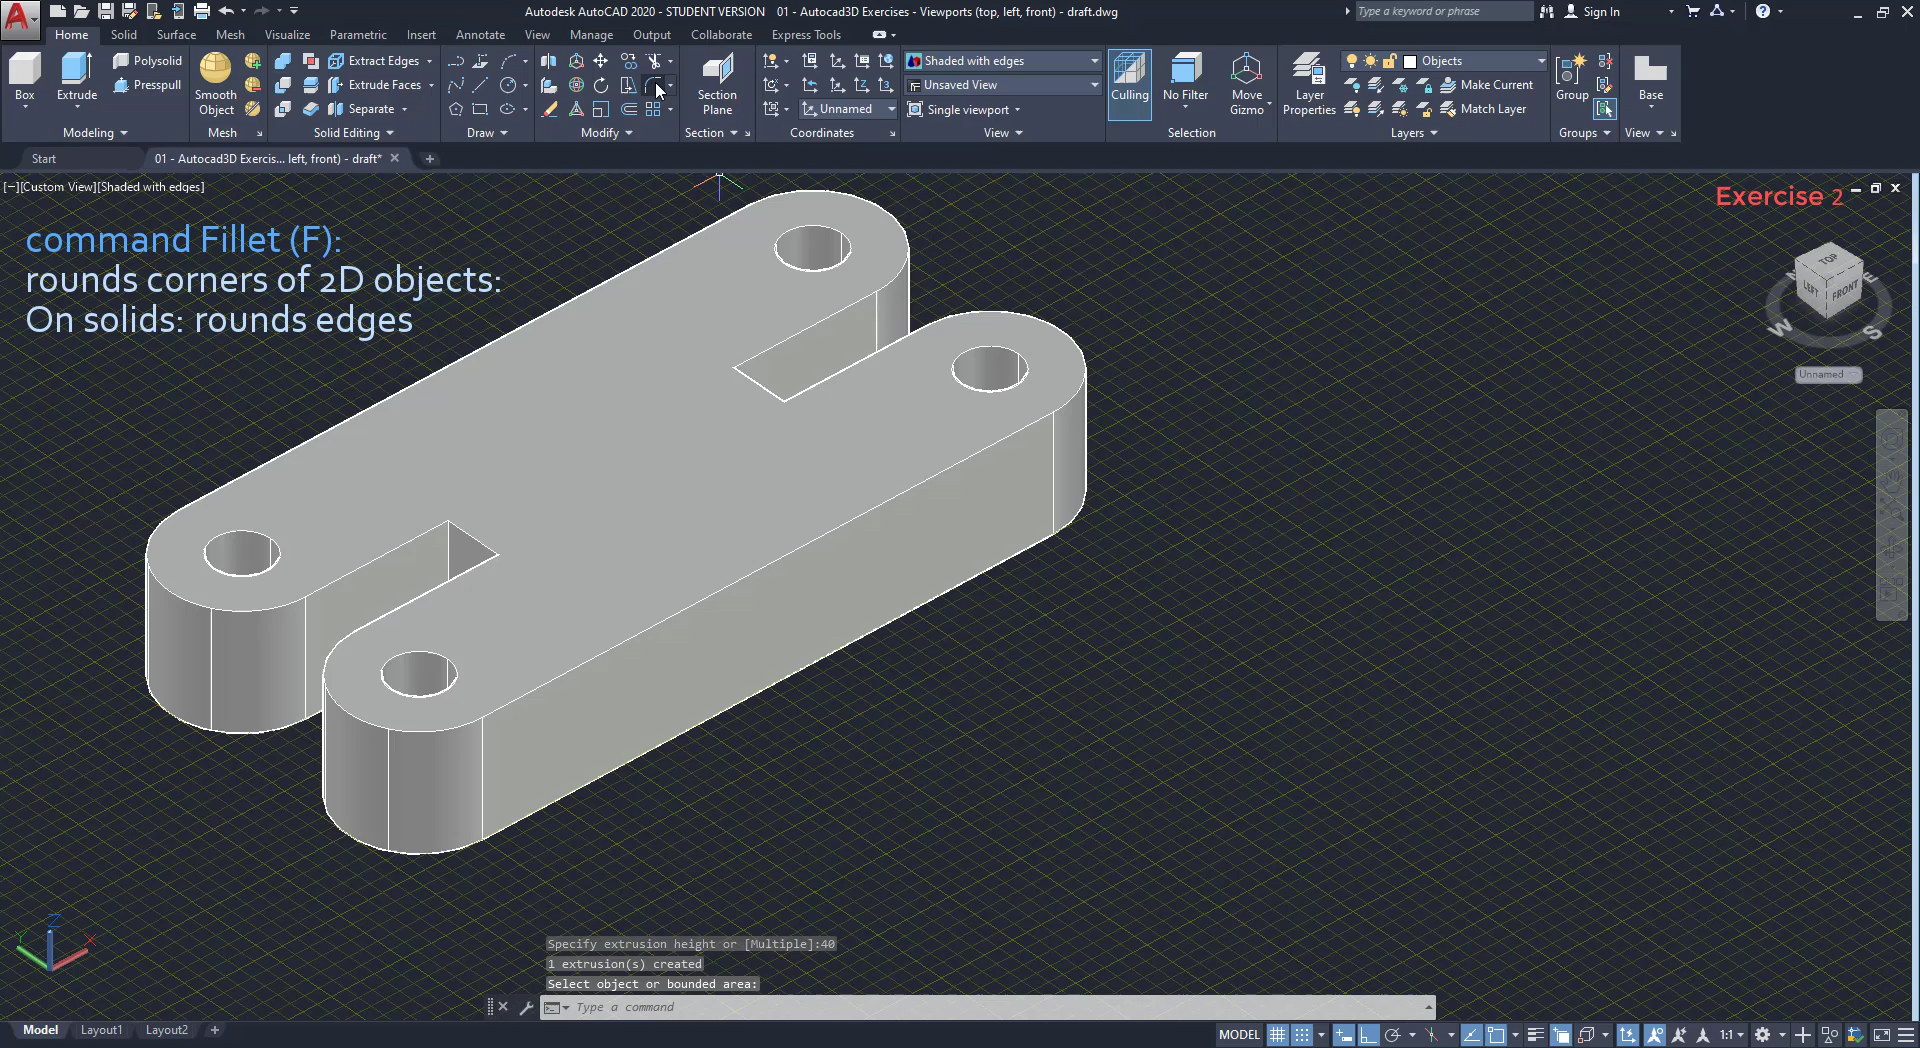 Autodesk AutoCAD 2020 - STUDENT VERSION 01 - Autocad3D Exercises - Viewports (top, left, front) - draft.dwg
Type a keyword or phrase
Sign In
Home Solid Surface Mesh Visualize Parametric Insert Annotate View Manage Output Collaborate Express Tools
Box
Extrude
Polysolid
Presspull
Modeling
Smooth
Object
Mesh
Extract Edges
Extrude Faces
Separate
Solid Editing
Draw
Modify
Section
Plane
Section
Unnamed
Coordinates
Shaded with edges
Unsaved View
Single viewport
View
Culling
No Filter
Move
Gizmo
Selection
Layer
Properties
Objects
Make Current
Match Layer
Layers
Group
Groups
Base
View
Start
01 - Autocad3D Exercis... left, front) - draft*
[−][Custom View][Shaded with edges]
Exercise 2
command Fillet (F):
rounds corners of 2D objects:
On solids: rounds edges
TOP
LEFT
FRONT
N
E
W
S
Unnamed
Z
Y
X
Specify extrusion height or [Multiple]:40
1 extrusion(s) created
Select object or bounded area:
Type a command
Model Layout1 Layout2
MODEL
1:1